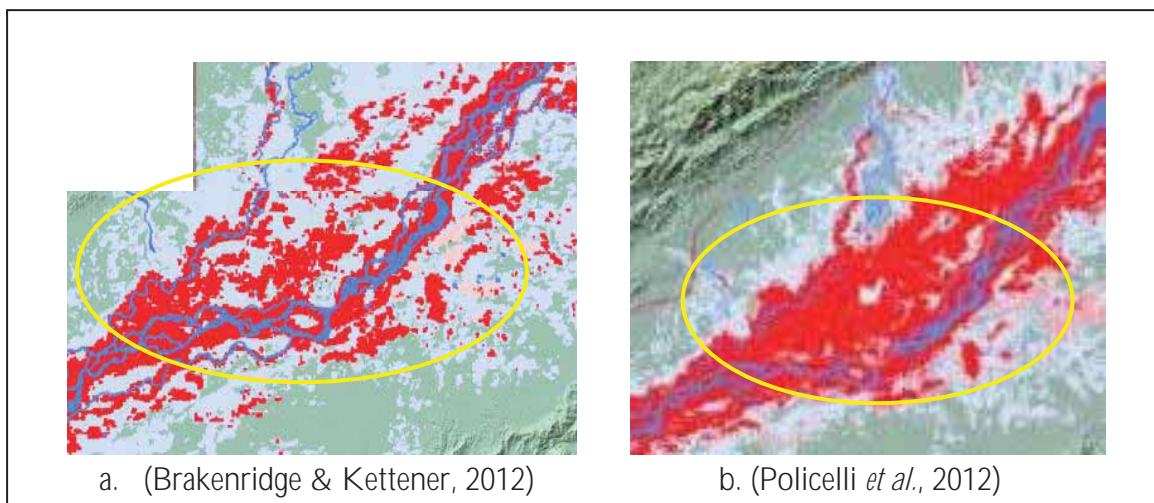 a. (Brakenridge & Kettener, 2012)
b. (Policelli et al., 2012)